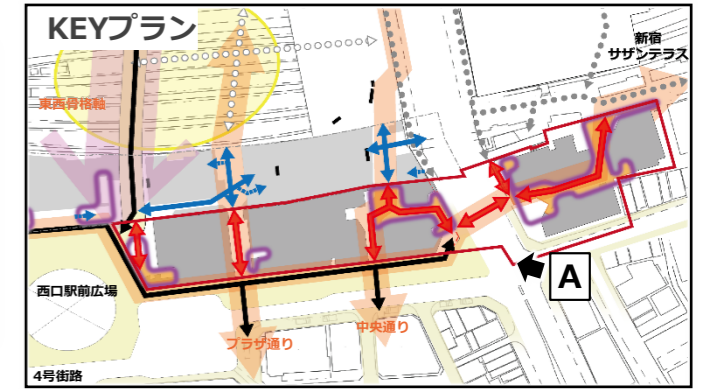 KEYプラン
新宿
サザンテラス
東西骨格軸
A
西口駅前広場
中央通り
プラザ通り
4号街路